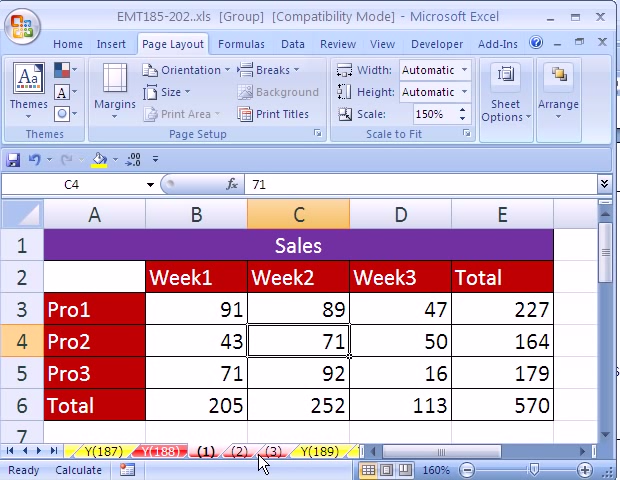 EMT185-202..xls [Group] [Compatibility Mode] - Microsoft Excel
Home Insert Page Layout Formulas Data Review View Developer Add-Ins
Themes Margins Orientation Breaks Width: Automatic Sheet Options Arrange
Size Background Height: Automatic
Print Area Print Titles Scale: 150%
Themes Page Setup Scale to Fit
C4 fx 71
A B C D E
1 Sales
2 Week1 Week2 Week3 Total
3 Pro1 91 89 47 227
4 Pro2 43 71 50 164
5 Pro3 71 92 16 179
6 Total 205 252 113 570
7
Y(187) Y(188) (1) (2) (3) Y(189)
Ready Calculate 160%